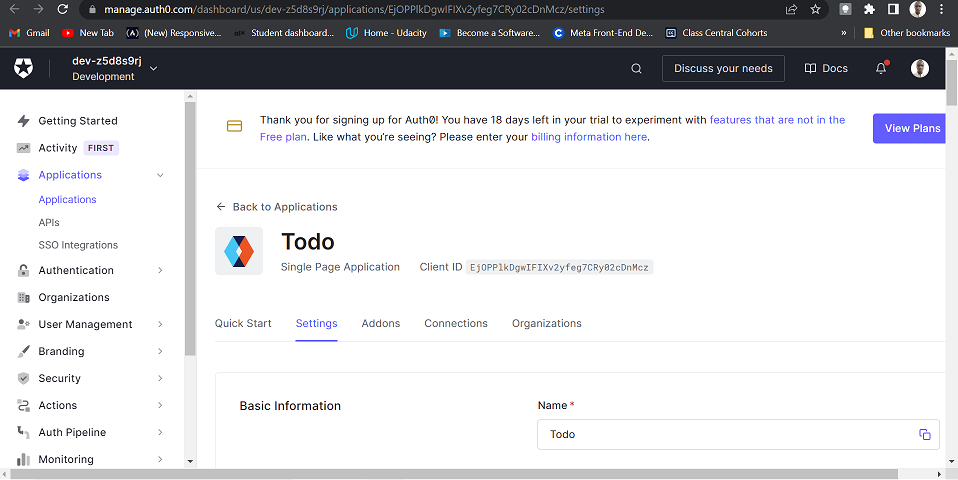 manage.auth0.com/dashboard/us/dev-z5d8s9rj/applications/EjOPPlkDgwIFIXv2yfeg7CRy02cDnMcz/settings
Gmail New Tab (New) Responsive... Student dashboard... Home - Udacity Become a Software... Meta Front-End De... Class Central Cohorts » Other bookmarks
dev-z5d8s9rj
Development
Discuss your needs Docs
Getting Started
Activity FIRST
Applications
Applications
APIs
SSO Integrations
Authentication
Organizations
User Management
Branding
Security
Actions
Auth Pipeline
Monitoring
Thank you for signing up for Auth0! You have 18 days left in your trial to experiment with features that are not in the
Free plan. Like what you're seeing? Please enter your billing information here.
View Plans
Back to Applications
Todo
Single Page Application Client ID EjOPPlkDgwIFIXv2yfeg7CRy02cDnMcz
Quick Start Settings Addons Connections Organizations
Basic Information
Name *
Todo